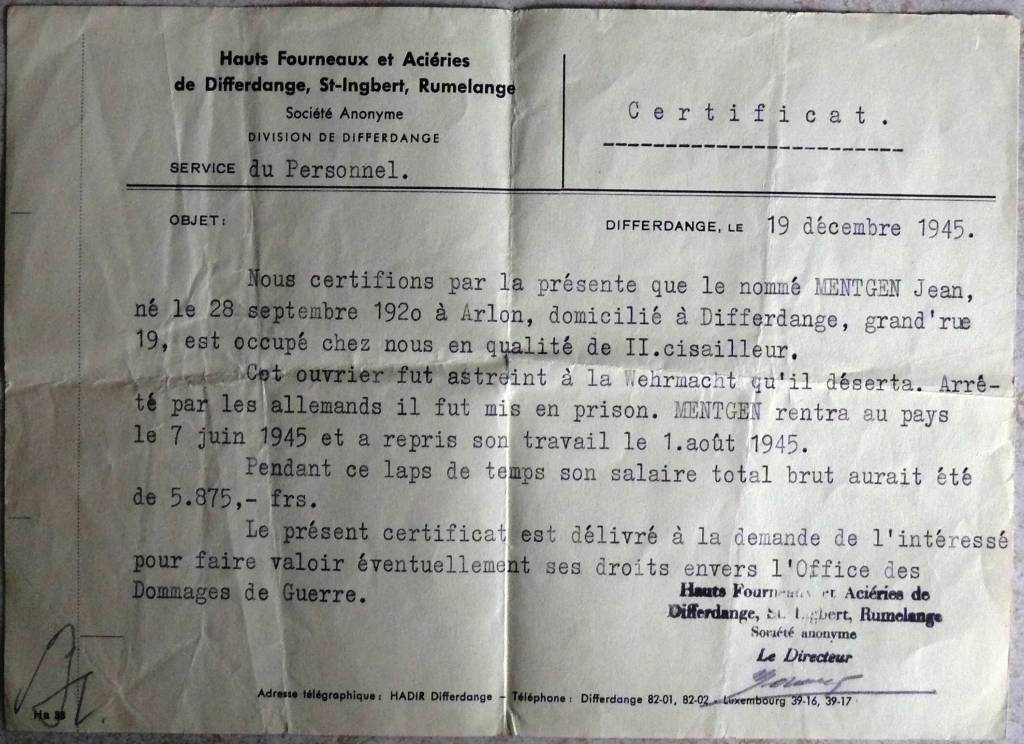 Hauts Fourneaux et Aciéries
de Differdange, St-Ingbert, Rumelange
Société Anonyme
DIVISION DE DIFFERDANGE
SERVICE du Personnel.
Certificat.
OBJET:
DIFFERDANGE, LE 19 décembre 1945.
Nous certifions par la présente que le nommé MENTGEN Jean,
né le 28 septembre 192o à Arlon, domicilié à Differdange, grand'rue
19, est occupé chez nous en qualité de II.cisailleur.
Cet ouvrier fut astreint à la Wehrmacht qu'il déserta. Arrê-
té par les allemands il fut mis en prison. MENTGEN rentra au pays
le 7 juin 1945 et a repris son travail le 1.août 1945.
Pendant ce laps de temps son salaire total brut aurait été
de 5.875,- frs.
Le présent certificat est délivré à la demande de l'intéressé
pour faire valoir éventuellement ses droits envers l'Office des
Dommages de Guerre.
Hauts Fourneaux et Aciéries de
Differdange, St. Ingbert, Rumelange
Société anonyme
Le Directeur
Adresse télégraphique: HADIR Differdange - Téléphone: Differdange 82-01, 82-02 - Luxembourg 39-16, 39-17